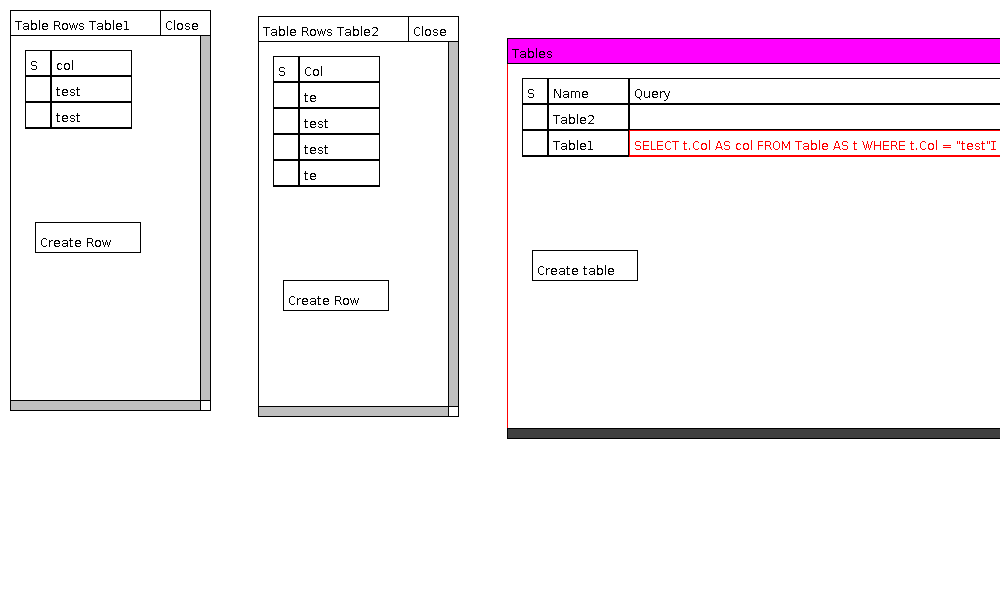 Table Rows Table1 Close
S col
test
test
Create Row
Table Rows Table2 Close
S Col
te
test
test
te
Create Row
Tables
S Name Query
Table2
Table1 SELECT t.Col AS col FROM Table AS t WHERE t.Col = "test"I
Create table